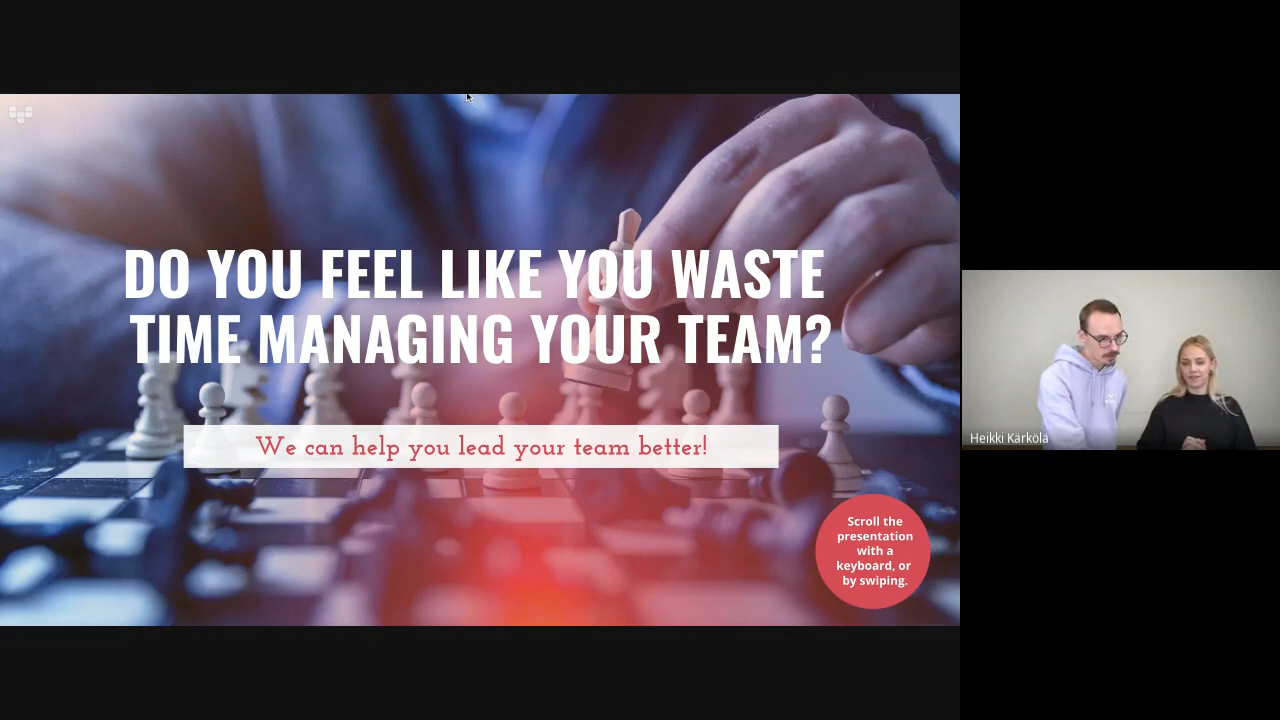 DO YOU FEEL LIKE YOU WASTE
TIME MANAGING YOUR TEAM?
We can help you lead your team better!
Scroll the
presentation
with a
keyboard, or
by swiping.
Heikki Kärkölä